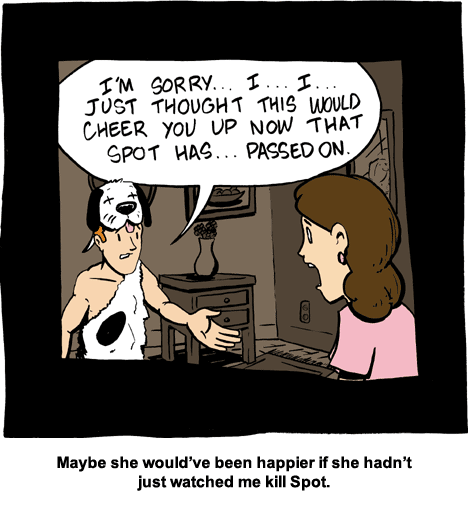 I'M SORRY... I... I...
JUST THOUGHT THIS WOULD
CHEER YOU UP NOW THAT
SPOT HAS... PASSED ON.
Maybe she would've been happier if she hadn't
just watched me kill Spot.